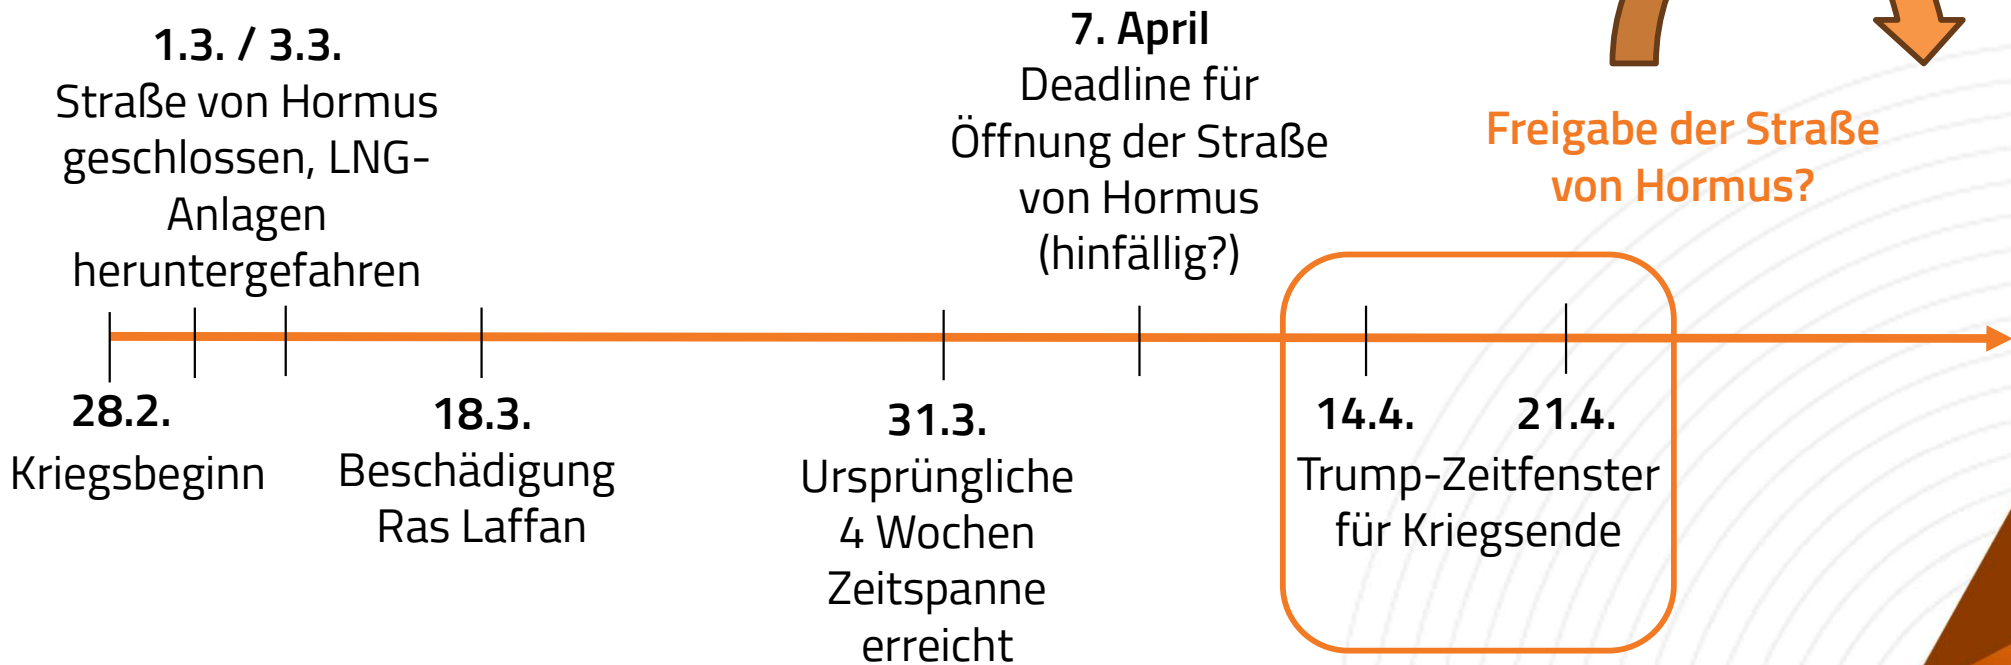 1.3. / 3.3.
Straße von Hormus
geschlossen, LNG-
Anlagen
heruntergefahren
7. April
Deadline für
Öffnung der Straße
von Hormus
(hinfällig?)
Freigabe der Straße
von Hormus?
28.2.
Kriegsbeginn
18.3.
Beschädigung
Ras Laffan
31.3.
Ursprüngliche
4 Wochen
Zeitspanne
erreicht
14.4. 21.4.
Trump-Zeitfenster
für Kriegsende